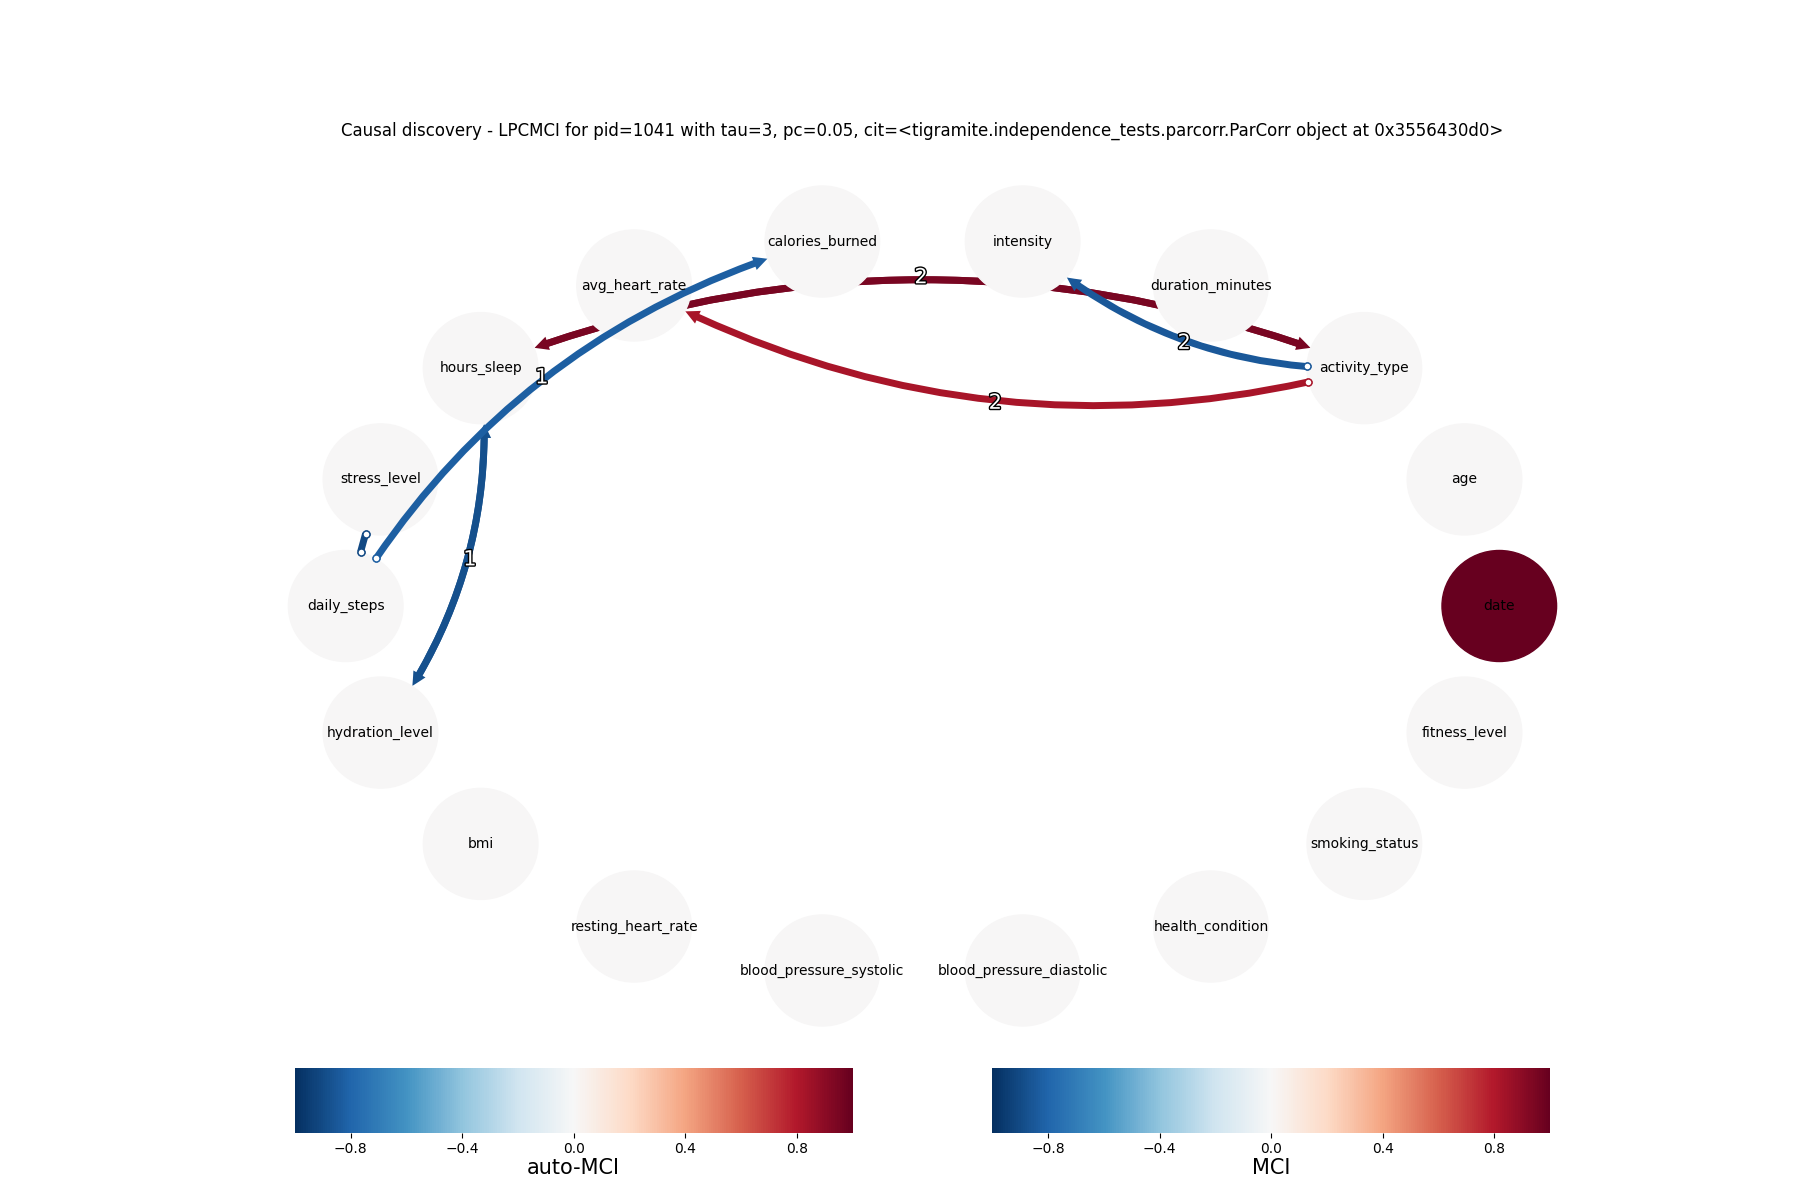 Causal discovery - LPCMCI for pid=1041 with tau=3, pc=0.05, cit=<tigramite.independence_tests.parcorr.ParCorr object at 0x3556430d0>
calories_burned
intensity
avg_heart_rate
2
duration_minutes
2
hours_sleep
1
activity_type
2
stress_level
age
1
daily_steps
date
hydration_level
fitness_level
bmi
smoking_status
resting_heart_rate
health_condition
blood_pressure_systolic
blood_pressure_diastolic
−0.8 −0.4 0.0 0.4 0.8
auto-MCI
−0.8 −0.4 0.0 0.4 0.8
MCI